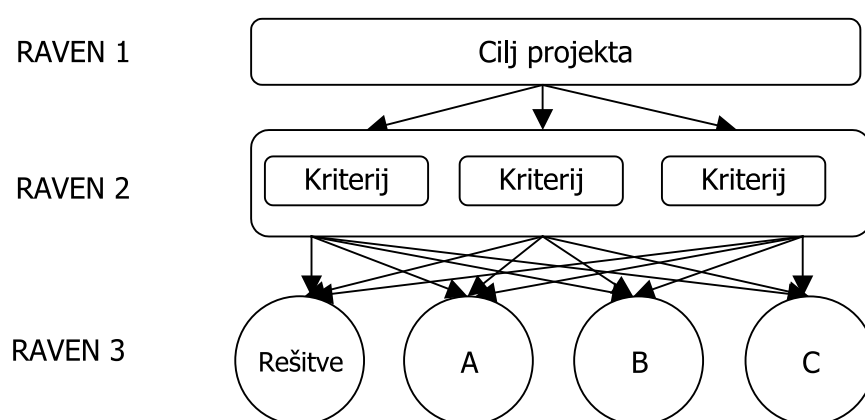 RAVEN 1
Cilj projekta
RAVEN 2
Kriterij
Kriterij
Kriterij
RAVEN 3
Rešitve
A
B
C